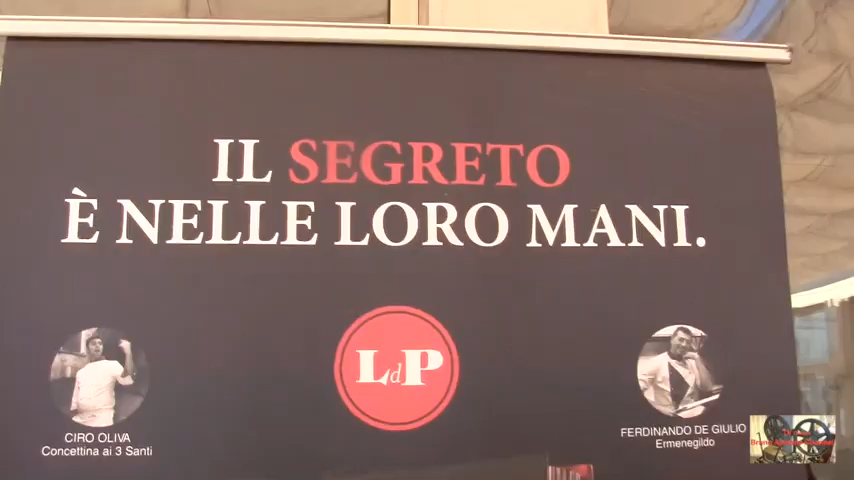 IL SEGRETO
È NELLE LORO MANI.
LdP
CIRO OLIVA
Concettina ai 3 Santi
FERDINANDO DE GIULIO
Ermenegildo